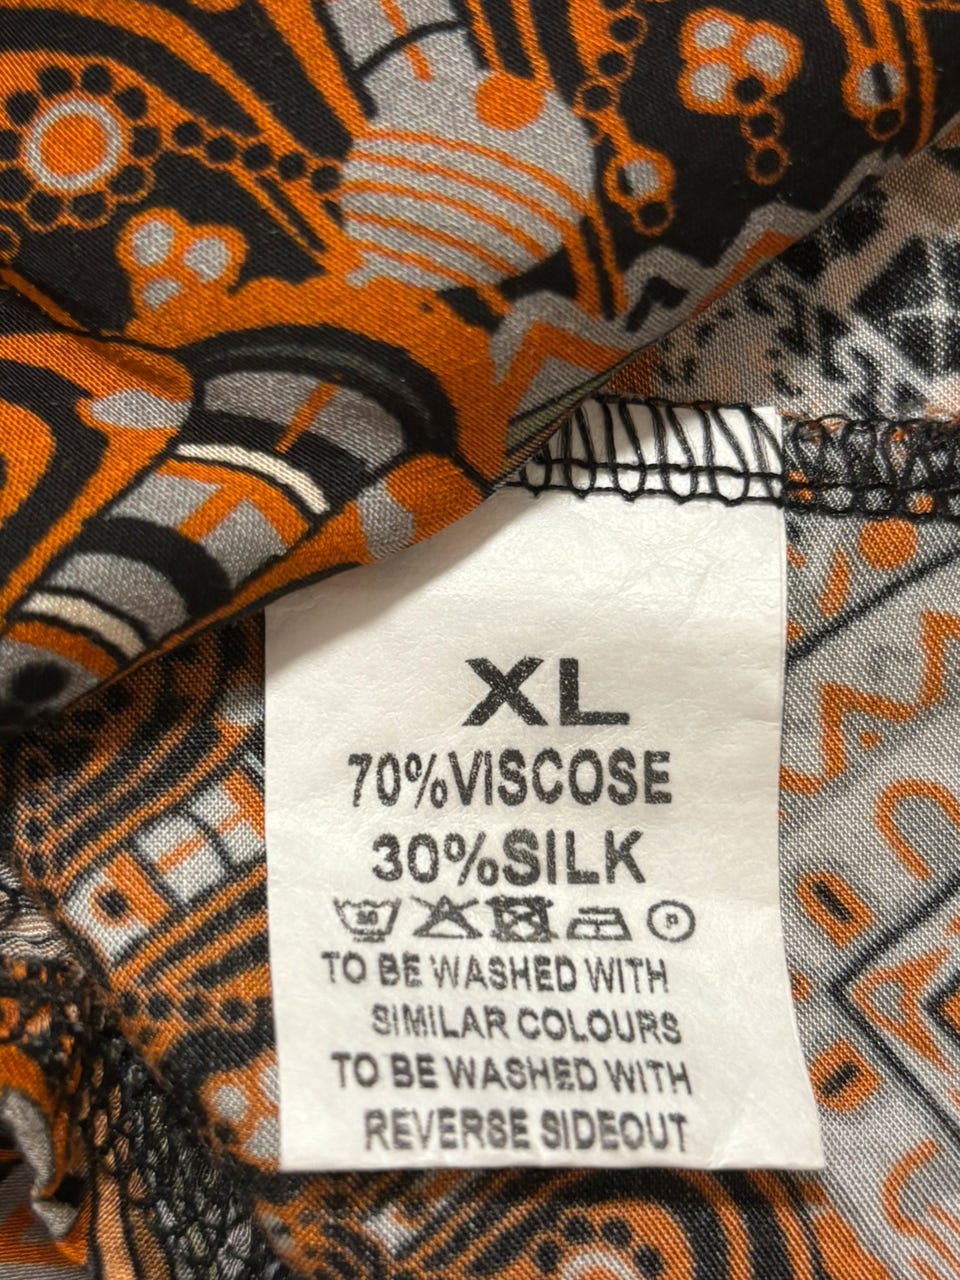 XL
70%VISCOSE
30%SILK
TO BE WASHED WITH
SIMILAR COLOURS
TO BE WASHED WITH
REVERSE SIDEOUT